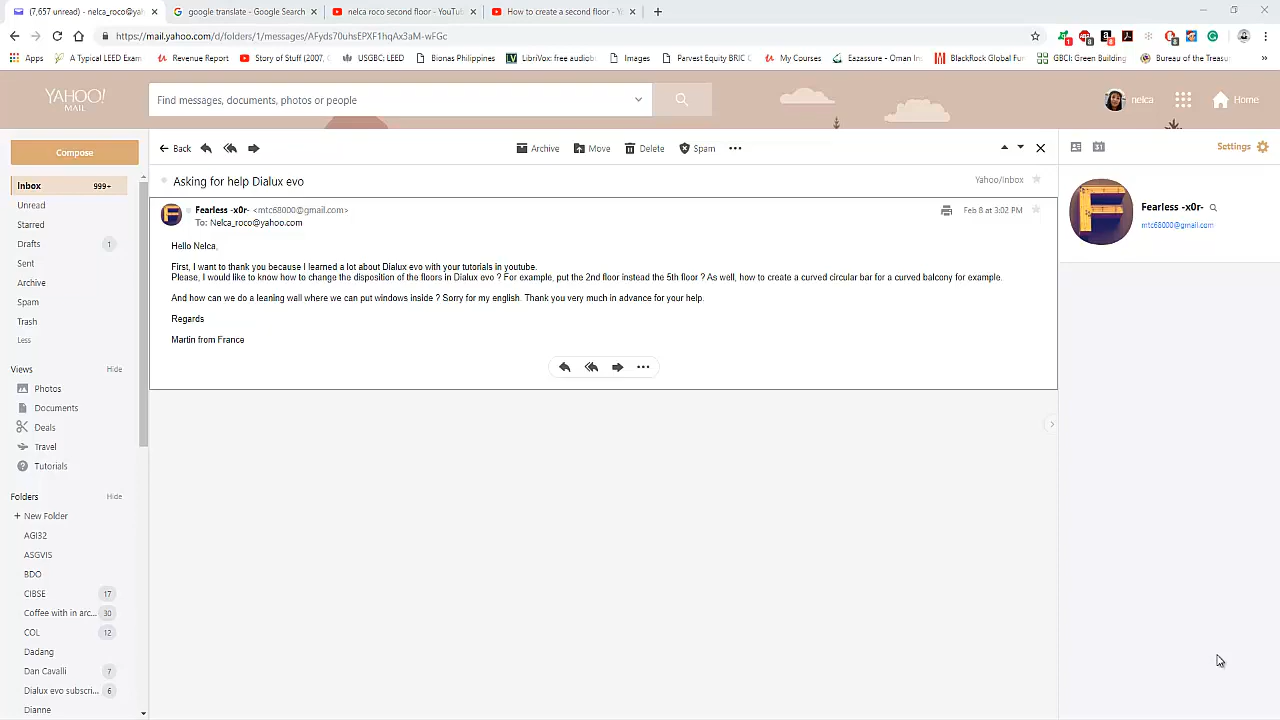 (7,657 unread) - nelca_roco@yah
google translate - Google Search
nelca roco second floor - YouTu
How to create a second floor - Yo
https://mail.yahoo.com/d/folders/1/messages/AFyds70uhsEPXF1hqAx3aM-wFGc
Apps
A Typical LEED Exam
Revenue Report
Story of Stuff (2007,
UGBC: LEED
Bionas Philippines
LibriVox: free audiob
Images
Parvest Equity BRIC
My Courses
Eazassure - Oman In
BlackRock Global Fun
GBCI: Green Building
Bureau of the Treasu
YAHOO!
MAIL
Find messages, documents, photos or people
nelca
Home
Compose
Back
Archive
Move
Delete
Spam
Settings
Inbox 999+
Unread
Starred
Drafts 1
Sent
Archive
Spam
Trash
Less
Views Hide
Photos
Documents
Deals
Travel
Tutorials
Folders Hide
+ New Folder
AGI32
ASGVIS
BDO
CIBSE 17
Coffee with in arc... 30
COL 12
Dadang
Dan Cavalli 7
Dialux evo subscri... 6
Dianne
Asking for help Dialux evo
Yahoo/Inbox
Fearless -x0r- <mtc68000@gmail.com>
Feb 8 at 3:02 PM
To: Nelca_roco@yahoo.com
Hello Nelca,
First, I want to thank you because I learned a lot about Dialux evo with your tutorials in youtube.
Please, I would like to know how to change the disposition of the floors in Dialux evo ? For example, put the 2nd floor instead the 5th floor ? As well, how to create a curved circular bar for a curved balcony for example.
And how can we do a leaning wall where we can put windows inside ? Sorry for my english. Thank you very much in advance for your help.
Regards
Martin from France
Fearless -x0r-
mtc68000@gmail.com